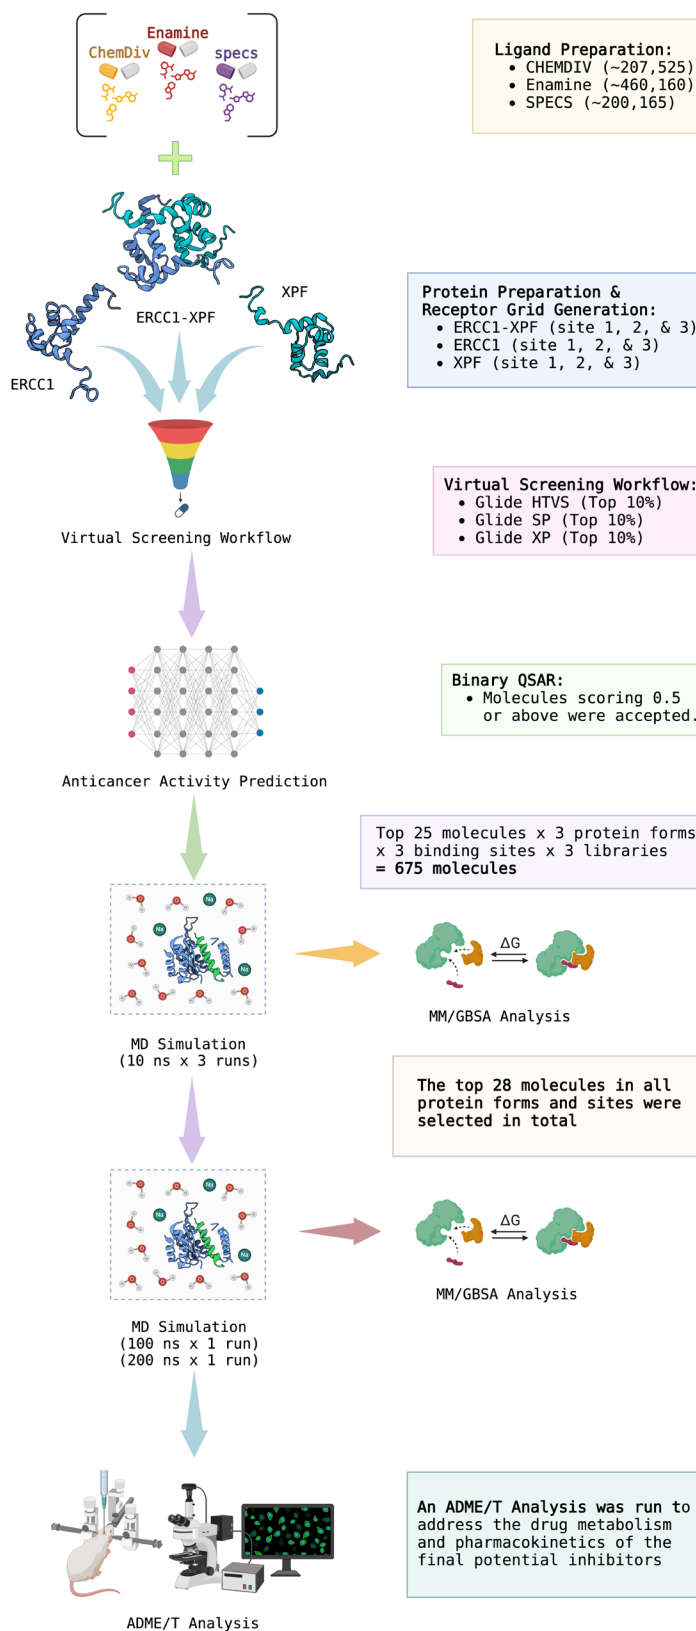 Enamine
ChemDiv
specs
Ligand Preparation:
• CHEMDIV (~207,525)
• Enamine (~460,160)
• SPECS (~200,165)
XPF
ERCC1-XPF
ERCC1
Protein Preparation &
Receptor Grid Generation:
• ERCC1-XPF (site 1, 2, & 3)
• ERCC1 (site 1, 2, & 3)
• XPF (site 1, 2, & 3)
Virtual Screening Workflow
Virtual Screening Workflow:
• Glide HTVS (Top 10%)
• Glide SP (Top 10%)
• Glide XP (Top 10%)
Anticancer Activity Prediction
Binary QSAR:
• Molecules scoring 0.5
or above were accepted.
Top 25 molecules x 3 protein forms
x 3 binding sites x 3 libraries
= 675 molecules
Na
Na
Na
ΔG
MM/GBSA Analysis
MD Simulation
(10 ns x 3 runs)
The top 28 molecules in all
protein forms and sites were
selected in total
Na
Na
Na
ΔG
MM/GBSA Analysis
MD Simulation
(100 ns x 1 run)
(200 ns x 1 run)
An ADME/T Analysis was run to
address the drug metabolism
and pharmacokinetics of the
final potential inhibitors
ADME/T Analysis